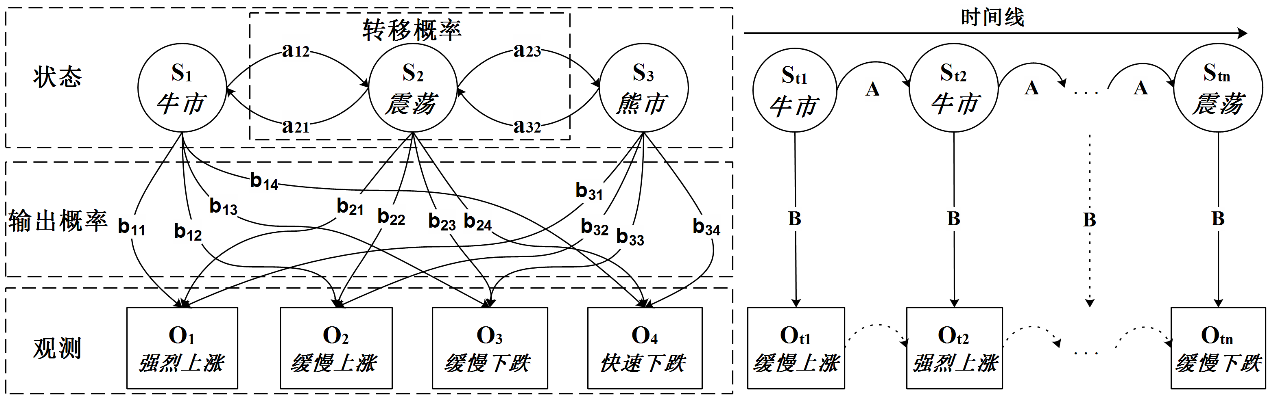 转移概率
时间线
状态
S1
牛市
a12
a21
S2
震荡
a23
a32
S3
熊市
St1
牛市
A
St2
牛市
A
...
A
Stn
震荡
输出概率
b11
b12
b13
b14
b21
b22
b23
b24
b31
b32
b33
b34
B
B
B
观测
O1
强烈上涨
O2
缓慢上涨
O3
缓慢下跌
O4
快速下跌
Ot1
缓慢上涨
Ot2
强烈上涨
...
Otn
缓慢下跌